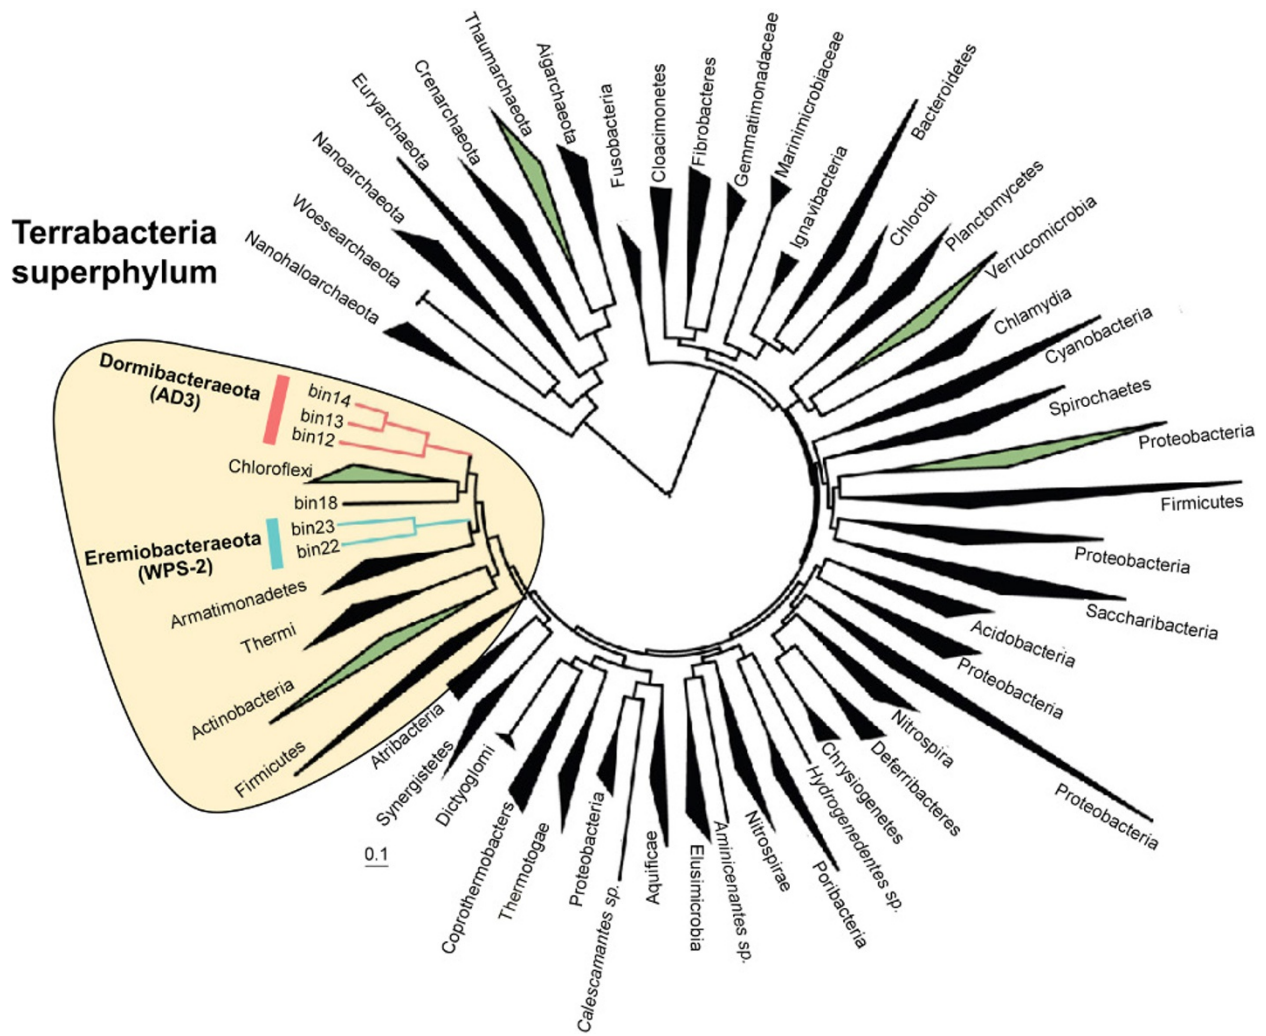 Terrabacteria
superphylum
Nanohaloarchaeota
Woesearchaeota
Nanoarchaeota
Euryarchaeota
Crenarchaeota
Thaumarchaeota
Aigarchaeota
Fusobacteria
Cloacimonetes
Fibrobacteres
Gemmatimonadaceae
Marinimicrobiaceae
Ignavibacteria
Bacteroidetes
Chlorobi
Planctomycetes
Verrucomicrobia
Chlamydia
Cyanobacteria
Spirochaetes
Proteobacteria
Firmicutes
Proteobacteria
Saccharibacteria
Acidobacteria
Proteobacteria
Proteobacteria
Nitrospira
Deferribacteres
Chrysiogenetes
Hydrogenedentes sp.
Poribacteria
Nitrospirae
Aminicenantes sp.
Elusimicrobia
Aquificae
Calescamantes sp.
Proteobacteria
Thermotogae
Coprothermobacters
Dictyoglomi
Synergistetes
Atribacteria
Firmicutes
Actinobacteria
Thermi
Armatimonadetes
Eremiobacteraeota
(WPS-2)
bin22
bin23
bin18
Chloroflexi
Dormibacteraeota
(AD3)
bin12
bin13
bin14
0.1